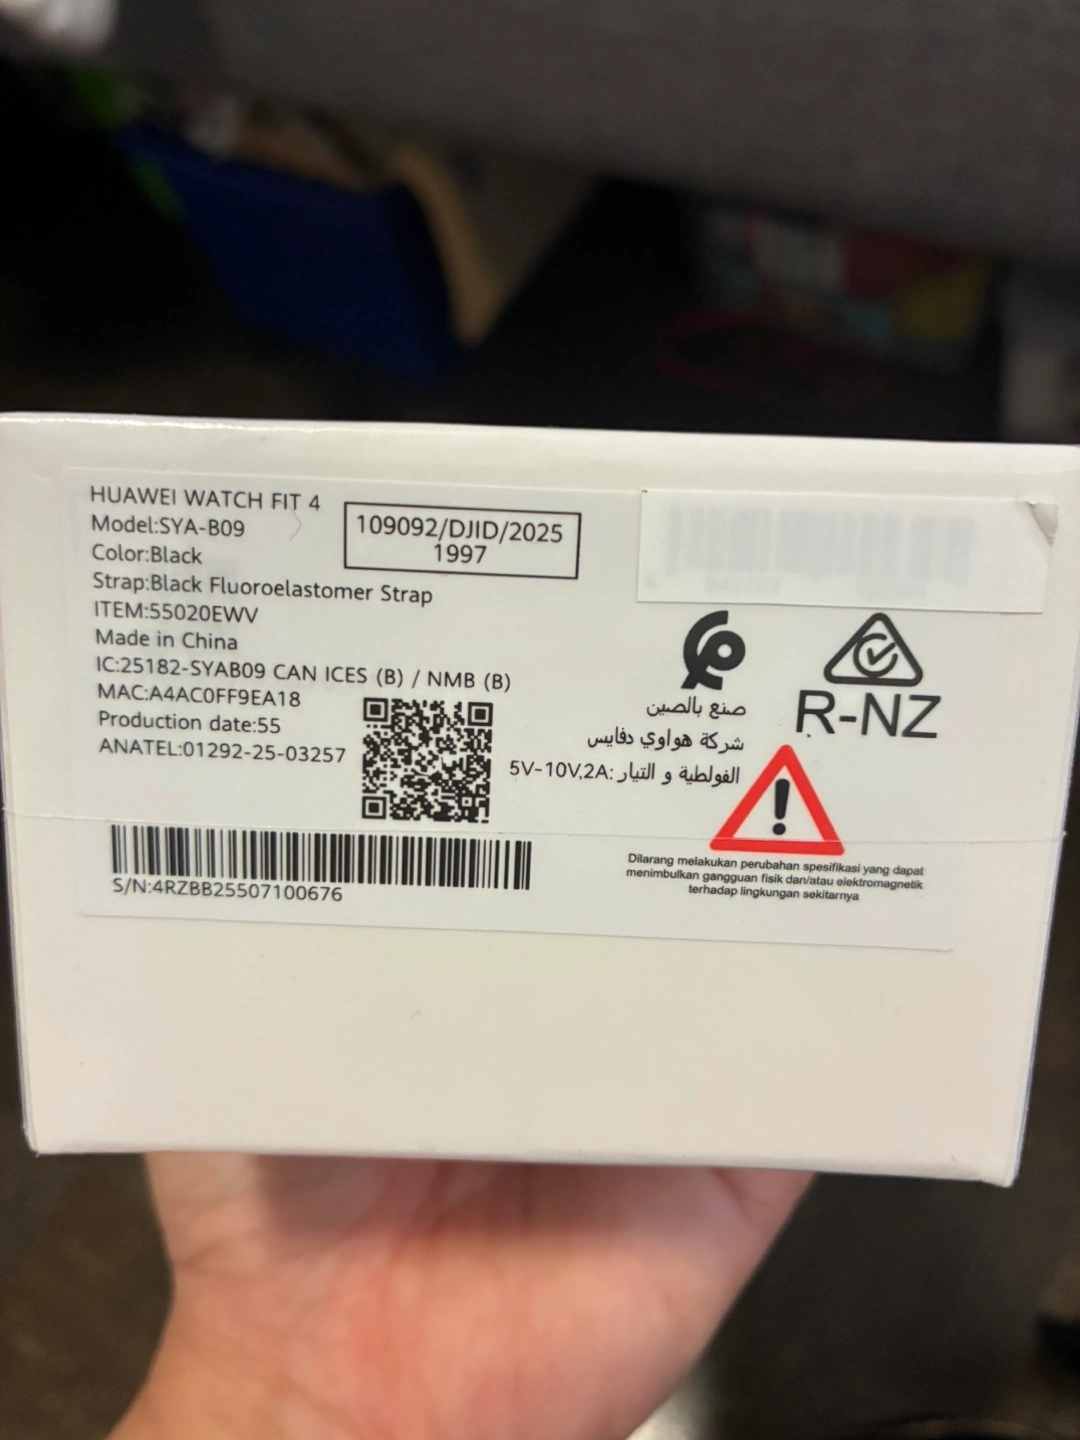 HUAWEI WATCH FIT 4
Model:SYA-B09
Color:Black
Strap:Black Fluoroelastomer Strap
ITEM:55020EWV
Made in China
IC:25182-SYAB09 CAN ICES (B) / NMB (B)
MAC:A4AC0FF9EA18
Production date:55
ANATEL:01292-25-03257
S/N:4RZBB25507100676
109092/DJID/2025
1997
صنع بالصين
شركة هواوي دفايس
الفولطية و التيار :5V-10V,2A
R-NZ
Dilarang melakukan perubahan spesifikasi yang dapat
menimbulkan gangguan fisik dan/atau elektromagnetik
terhadap lingkungan sekitarnya